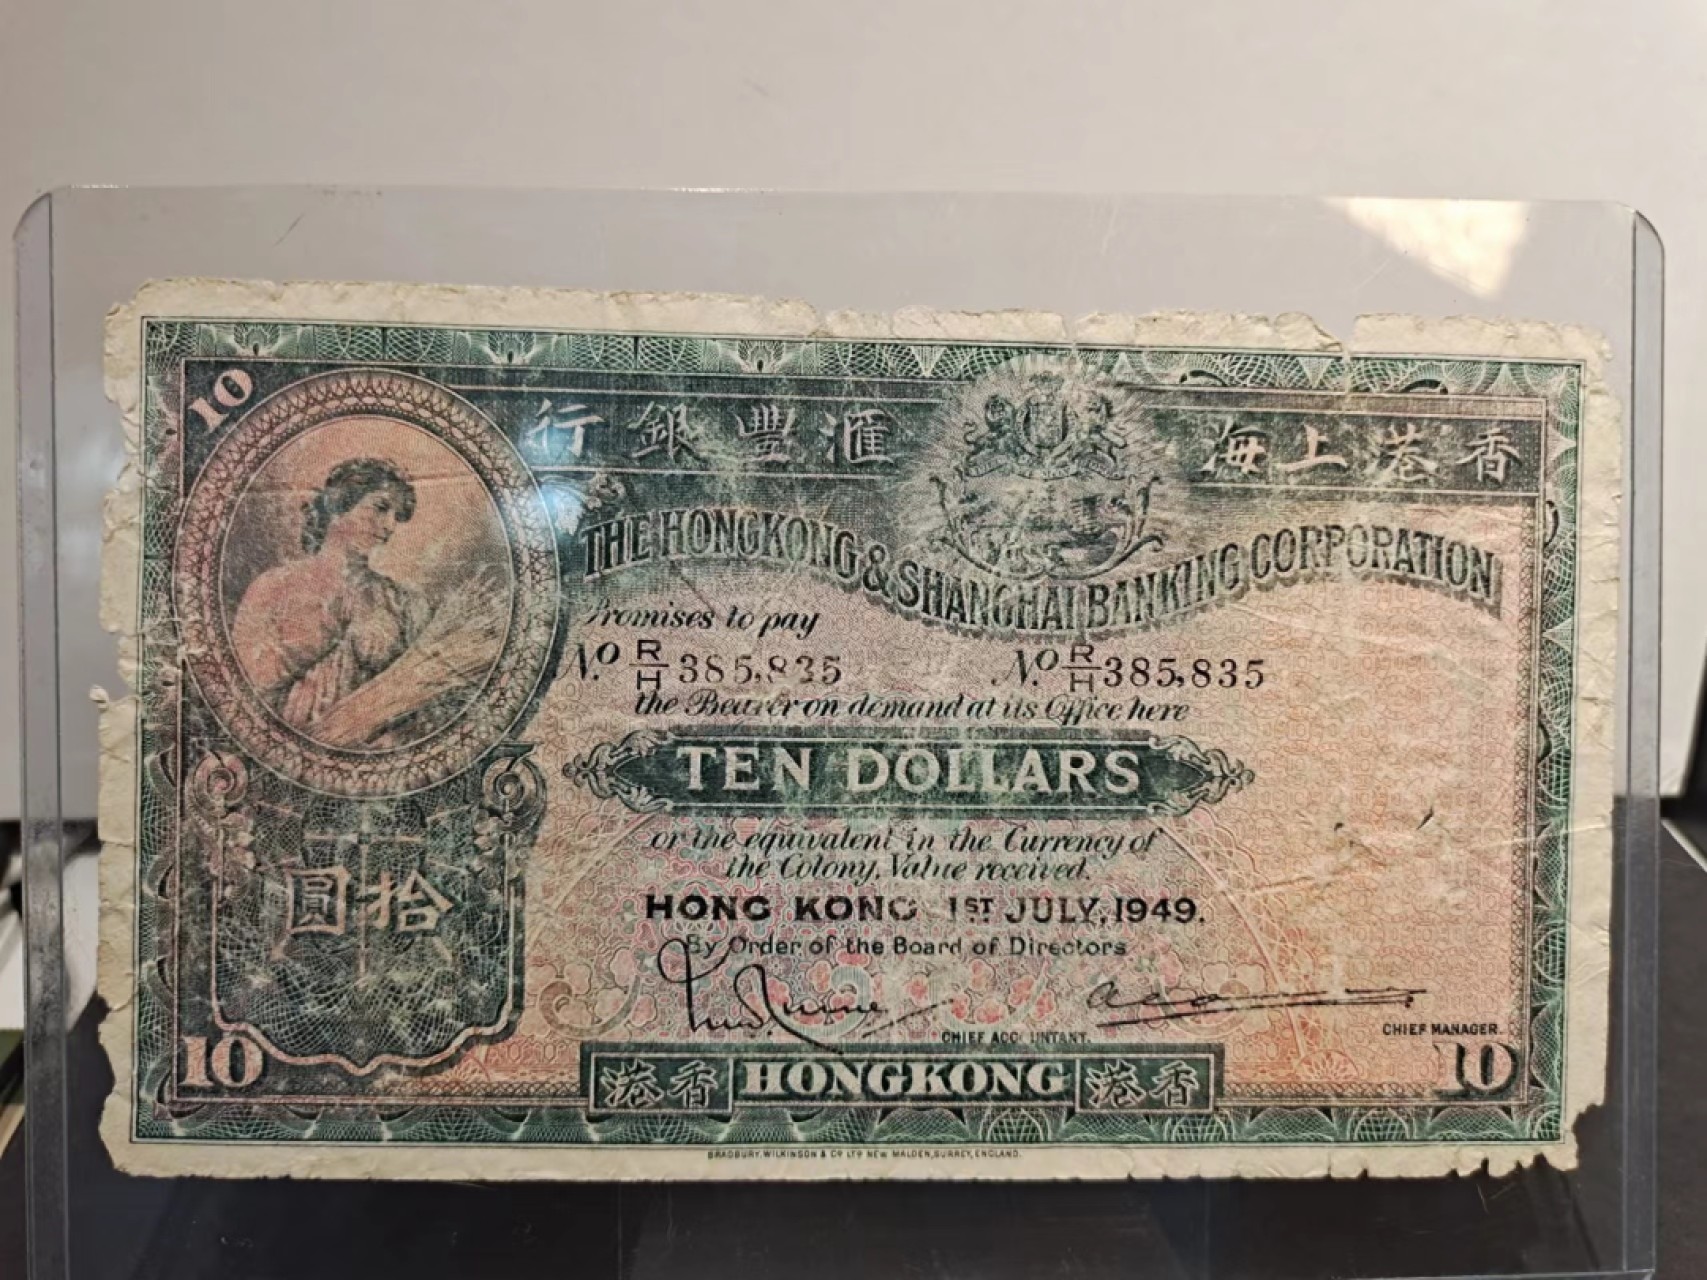 10
行銀豐滙 海上港香
THE HONGKONG & SHANGHAI BANKING CORPORATION
Promises to pay
No. R/H 385,835 No. R/H 385,835
the Bearer on demand at its Office here
TEN DOLLARS
or the equivalent in the Currency of
the Colony, Value received.
圓拾
HONG KONG 1ST JULY, 1949.
By Order of the Board of Directors
CHIEF ACCOUNTANT. CHIEF MANAGER.
10 港香 HONGKONG 港香 10
BRADBURY, WILKINSON & Co LTD NEW MALDEN, SURREY, ENGLAND.